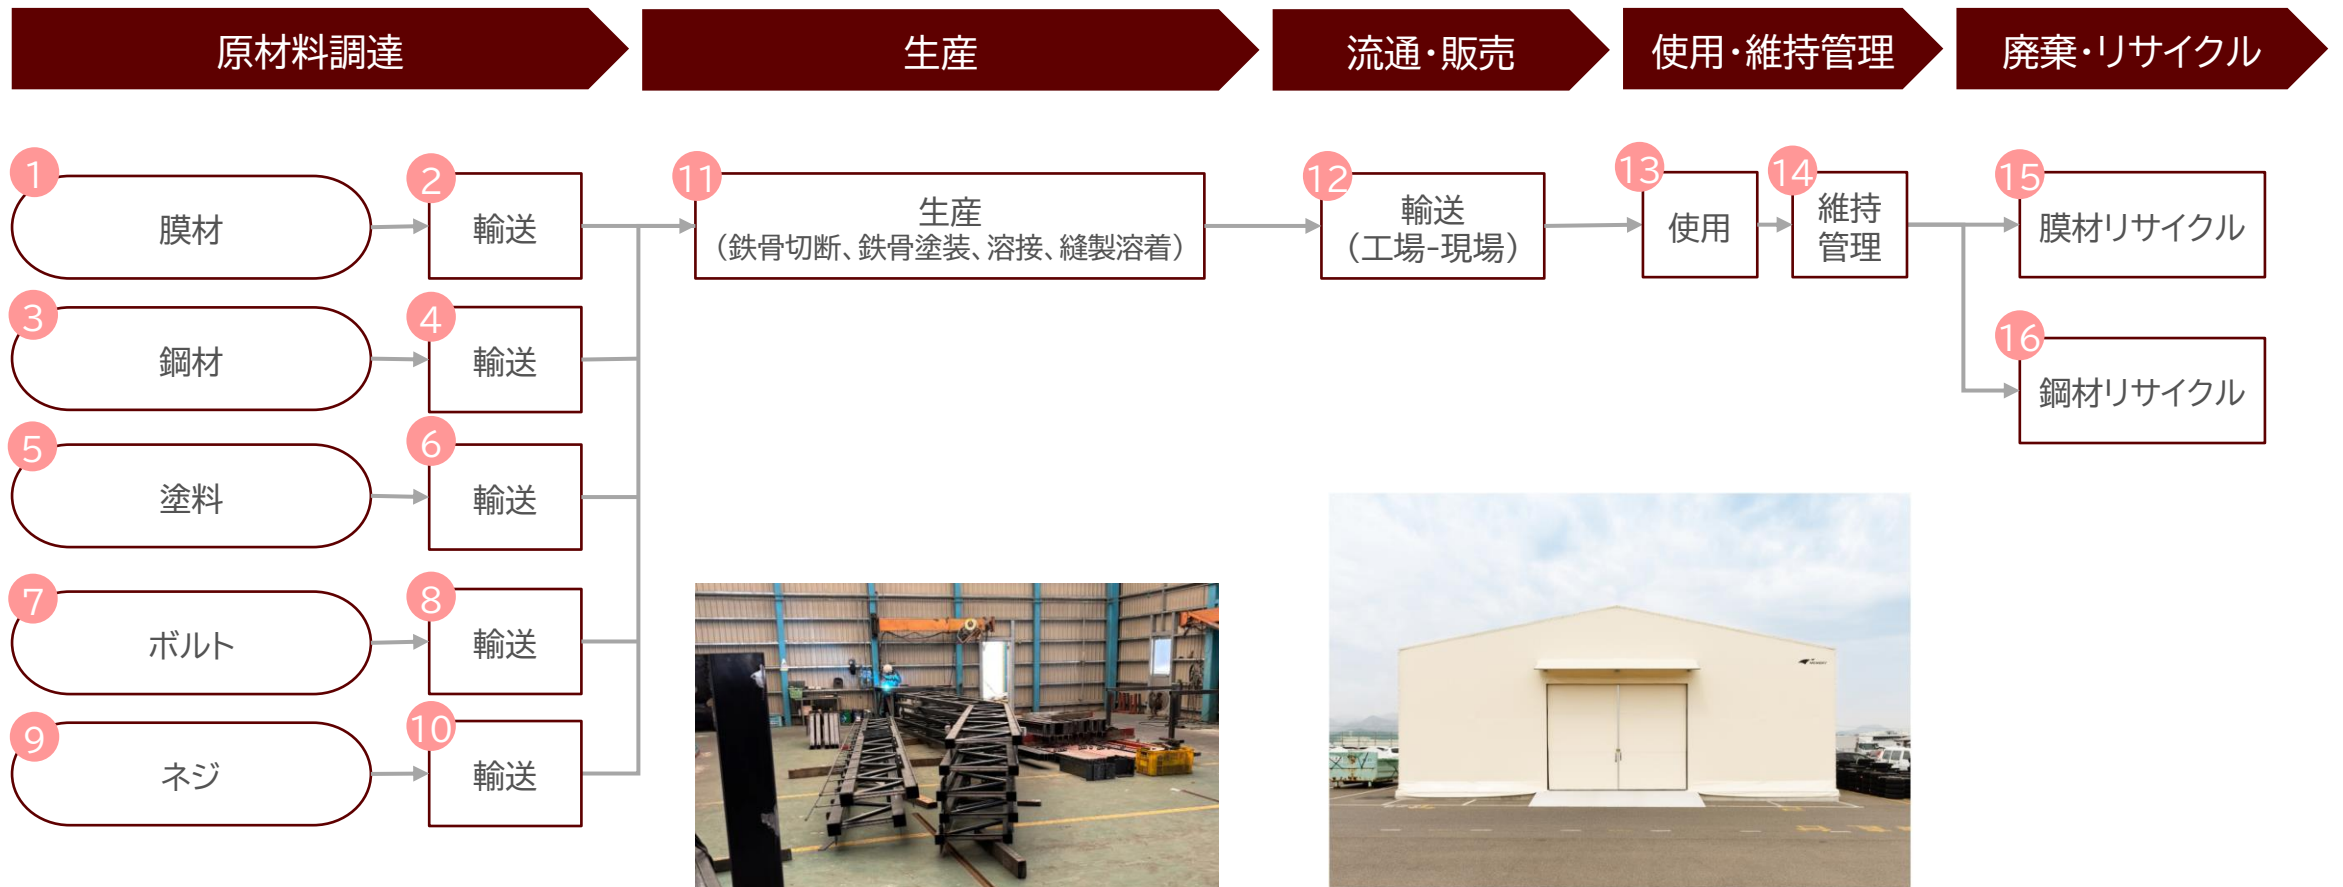 原材料調達
生産
流通・販売
使用・維持管理
廃棄・リサイクル
1
膜材
2
輸送
3
鋼材
4
輸送
5
塗料
6
輸送
7
ボルト
8
輸送
9
ネジ
10
輸送
11
生産
（鉄骨切断、鉄骨塗装、溶接、縫製溶着）
12
輸送
（工場-現場）
13
使用
14
維持
管理
15
膜材リサイクル
16
鋼材リサイクル